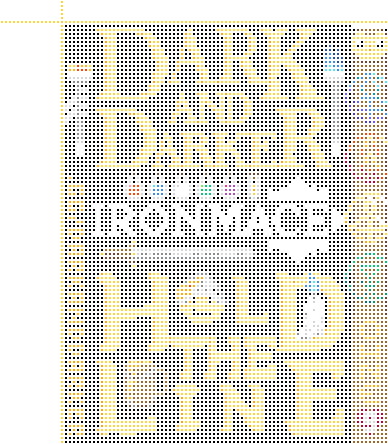 DARK
AND
DARKER
IRONMACE
HOLD
THE
LINE